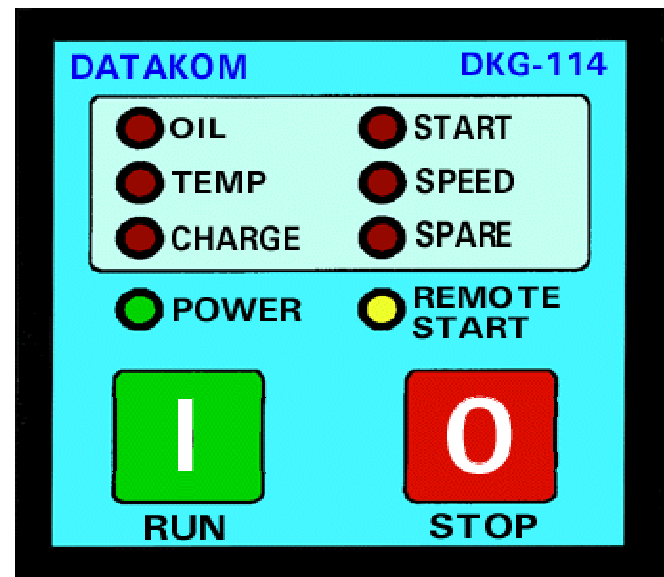 DATAKOM DKG-114
OIL START
TEMP SPEED
CHARGE SPARE
POWER REMOTE START
I O
RUN STOP